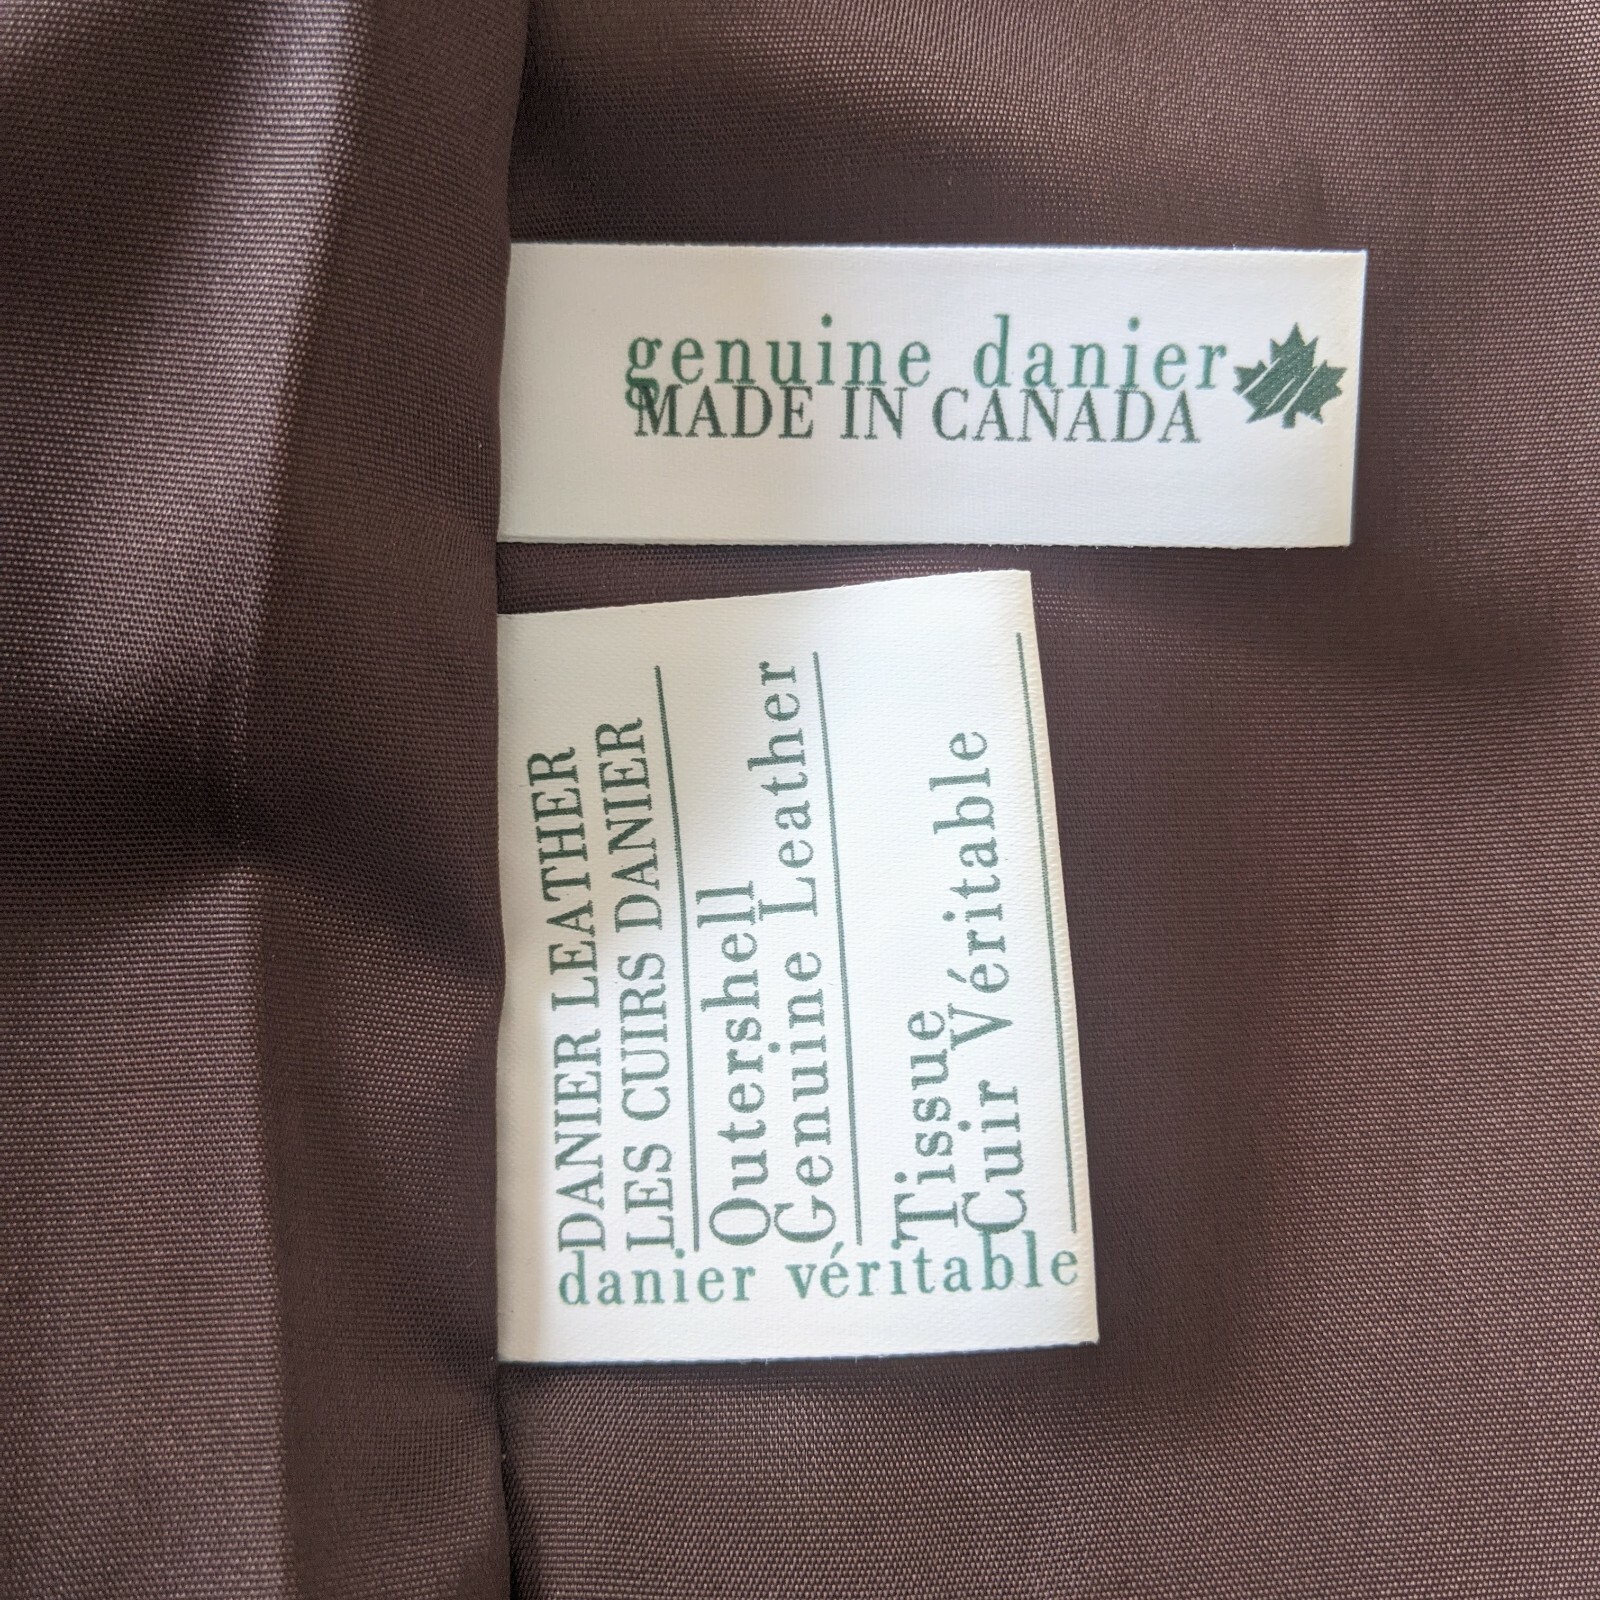 genuine danier
MADE IN CANADA
DANIER LEATHER
LES CUIRS DANIER
Outershell
Genuine Leather
Tissue
Cuir Véritable
danier véritable